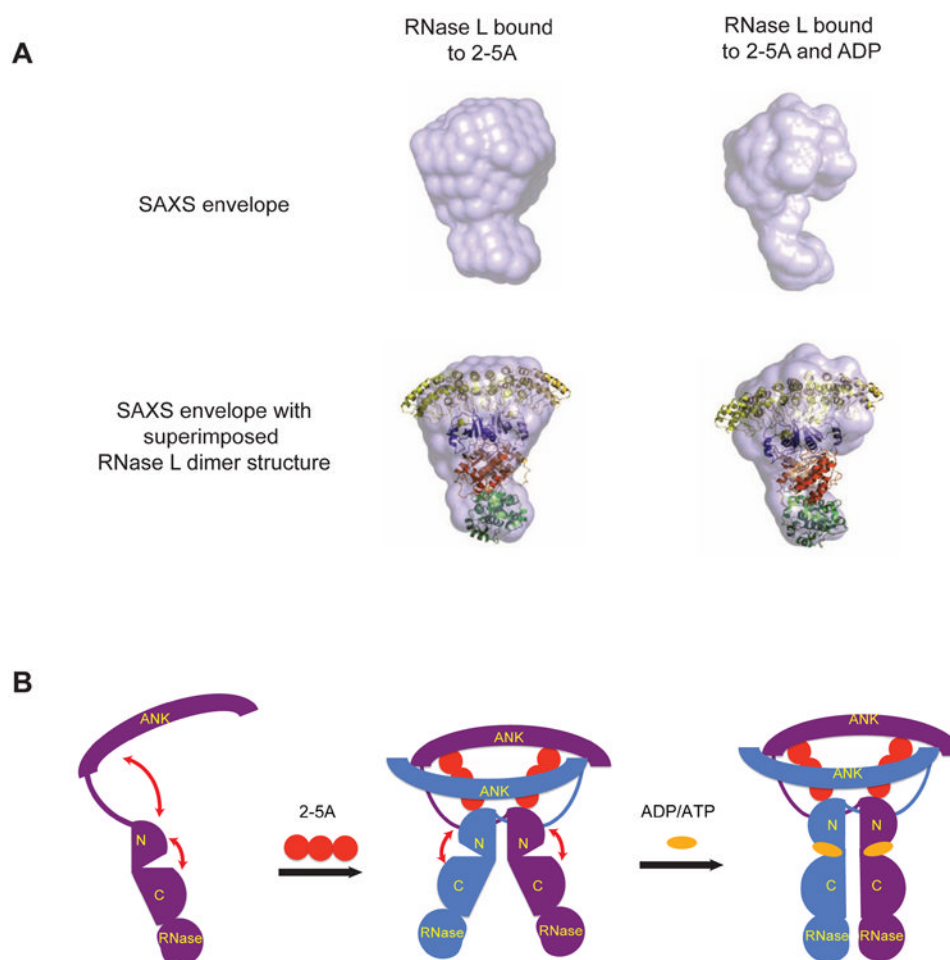 A
RNase L bound
to 2-5A
RNase L bound
to 2-5A and ADP
SAXS envelope
SAXS envelope with
superimposed
RNase L dimer structure
B
ANK
N
C
RNase
2-5A
ANK
ANK
N
N
C
C
RNase
RNase
ADP/ATP
ANK
ANK
N
N
C
C
RNase
RNase